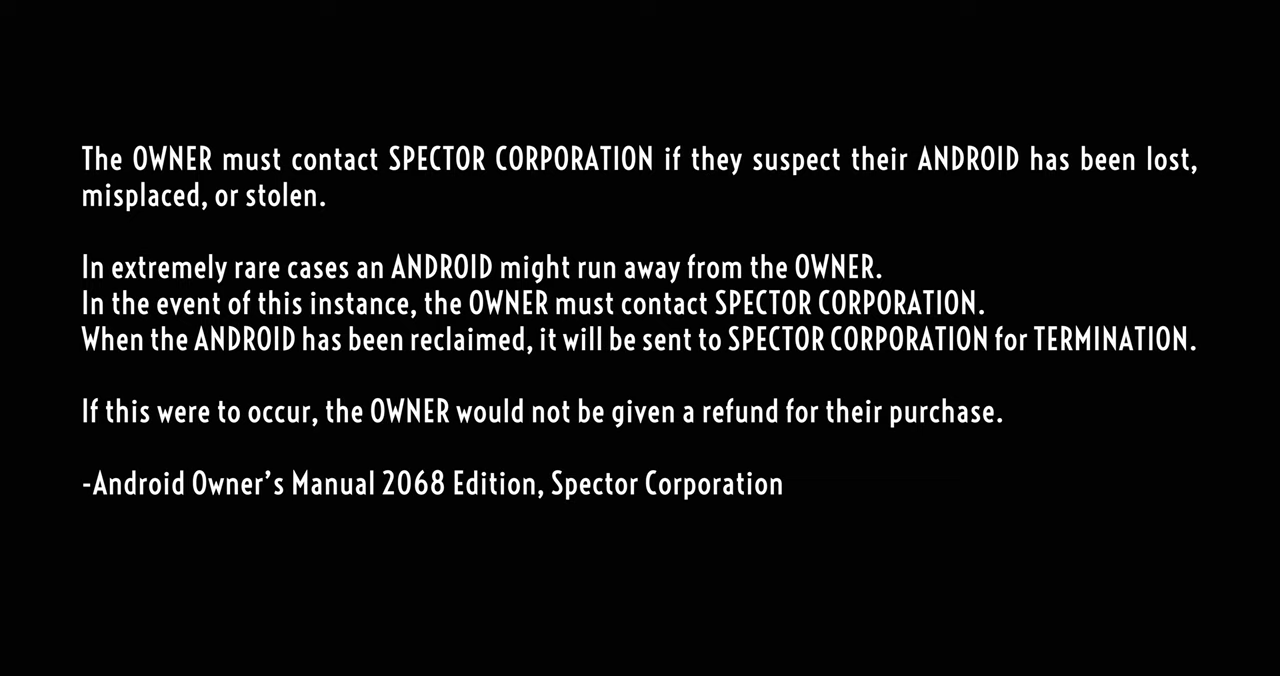 The OWNER must contact SPECTOR CORPORATION if they suspect their ANDROID has been lost,
misplaced, or stolen.
In extremely rare cases an ANDROID might run away from the OWNER.
In the event of this instance, the OWNER must contact SPECTOR CORPORATION.
When the ANDROID has been reclaimed, it will be sent to SPECTOR CORPORATION for TERMINATION.
If this were to occur, the OWNER would not be given a refund for their purchase.
-Android Owner’s Manual 2068 Edition, Spector Corporation